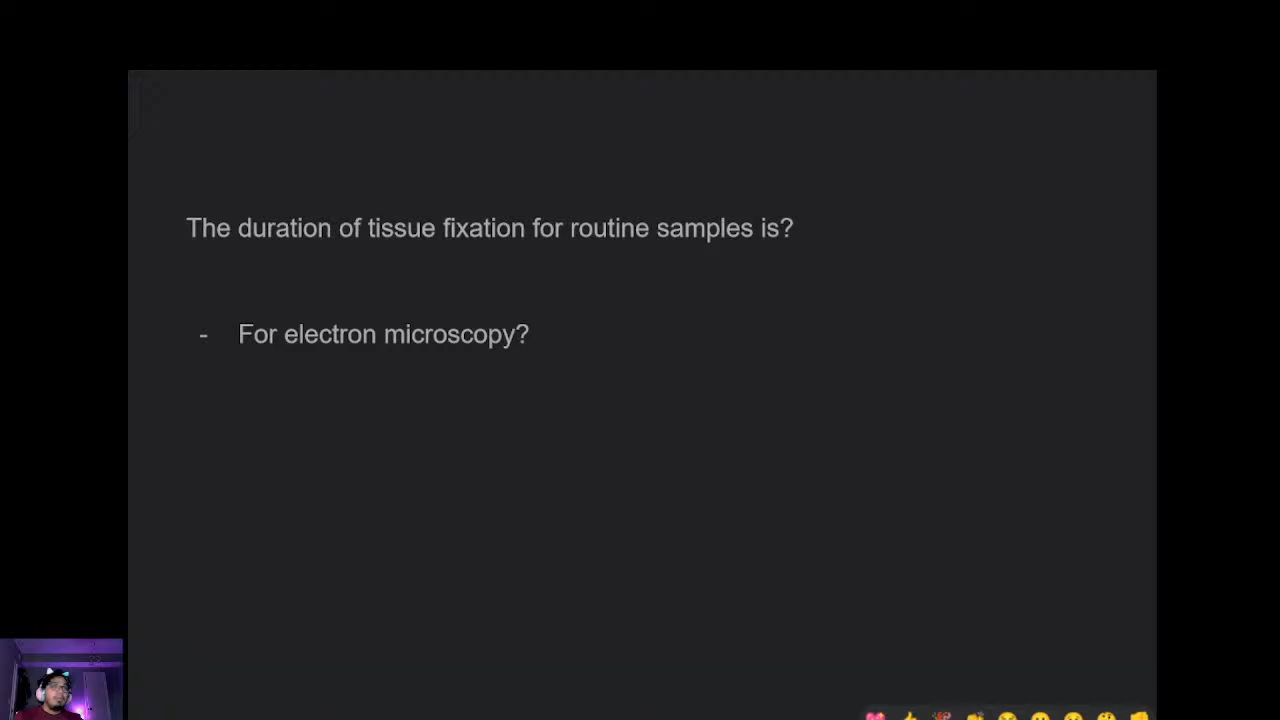 The duration of tissue fixation for routine samples is?
- For electron microscopy?